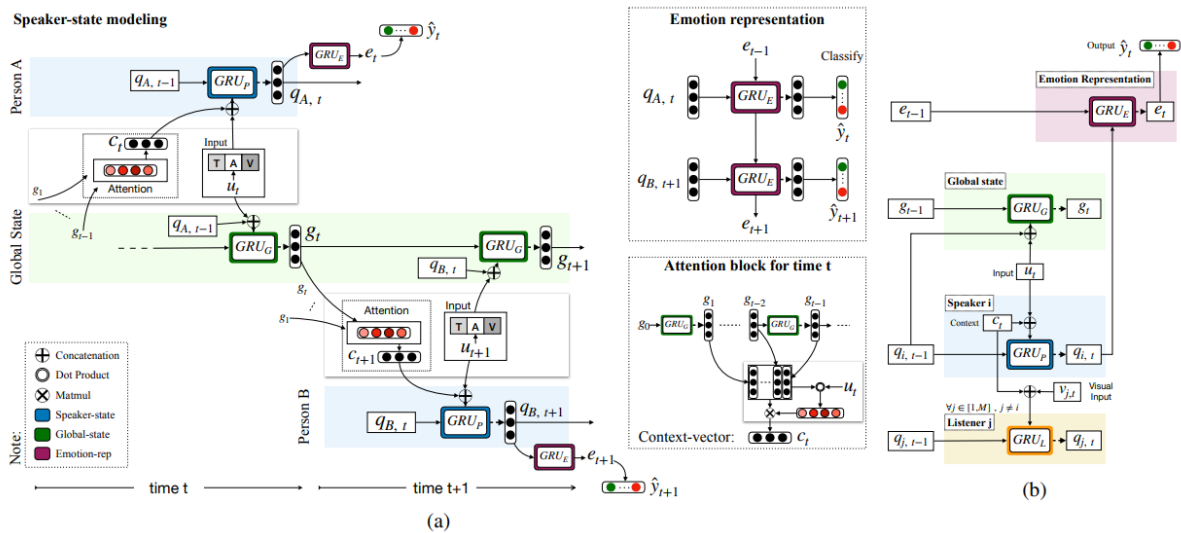 Speaker-state modeling
Person A
q_{A, t-1}
GRU_P
q_{A, t}
GRU_E
e_t
ŷ_t
c_t
Attention
g_1
g_{t-1}
Input
T A V
u_t
Global State
q_{A, t-1}
GRU_G
g_t
q_{B, t}
GRU_G
g_{t+1}
g_t
g_1
Attention
c_{t+1}
Input
T A V
u_{t+1}
Person B
q_{B, t}
GRU_P
q_{B, t+1}
GRU_E
e_{t+1}
ŷ_{t+1}
Note:
Concatenation
Dot Product
Matmul
Speaker-state
Global-state
Emotion-rep
time t
time t+1
(a)
Emotion representation
e_{t-1}
Classify
q_{A, t}
GRU_E
ŷ_t
q_{B, t+1}
GRU_E
ŷ_{t+1}
e_{t+1}
Attention block for time t
g_1
g_{t-2}
g_{t-1}
g_0
GRU_G
GRU_G
u_t
Context-vector:
c_t
Output
ŷ_t
Emotion Representation
e_{t-1}
GRU_E
e_t
Global state
g_{t-1}
GRU_G
g_t
Input
u_t
Speaker i
Context
c_t
q_{i, t-1}
GRU_P
q_{i, t}
v_{j,t}
Visual
Input
∀j ∈ [1,M] , j ≠ i
Listener j
q_{j, t-1}
GRU_L
q_{j, t}
(b)